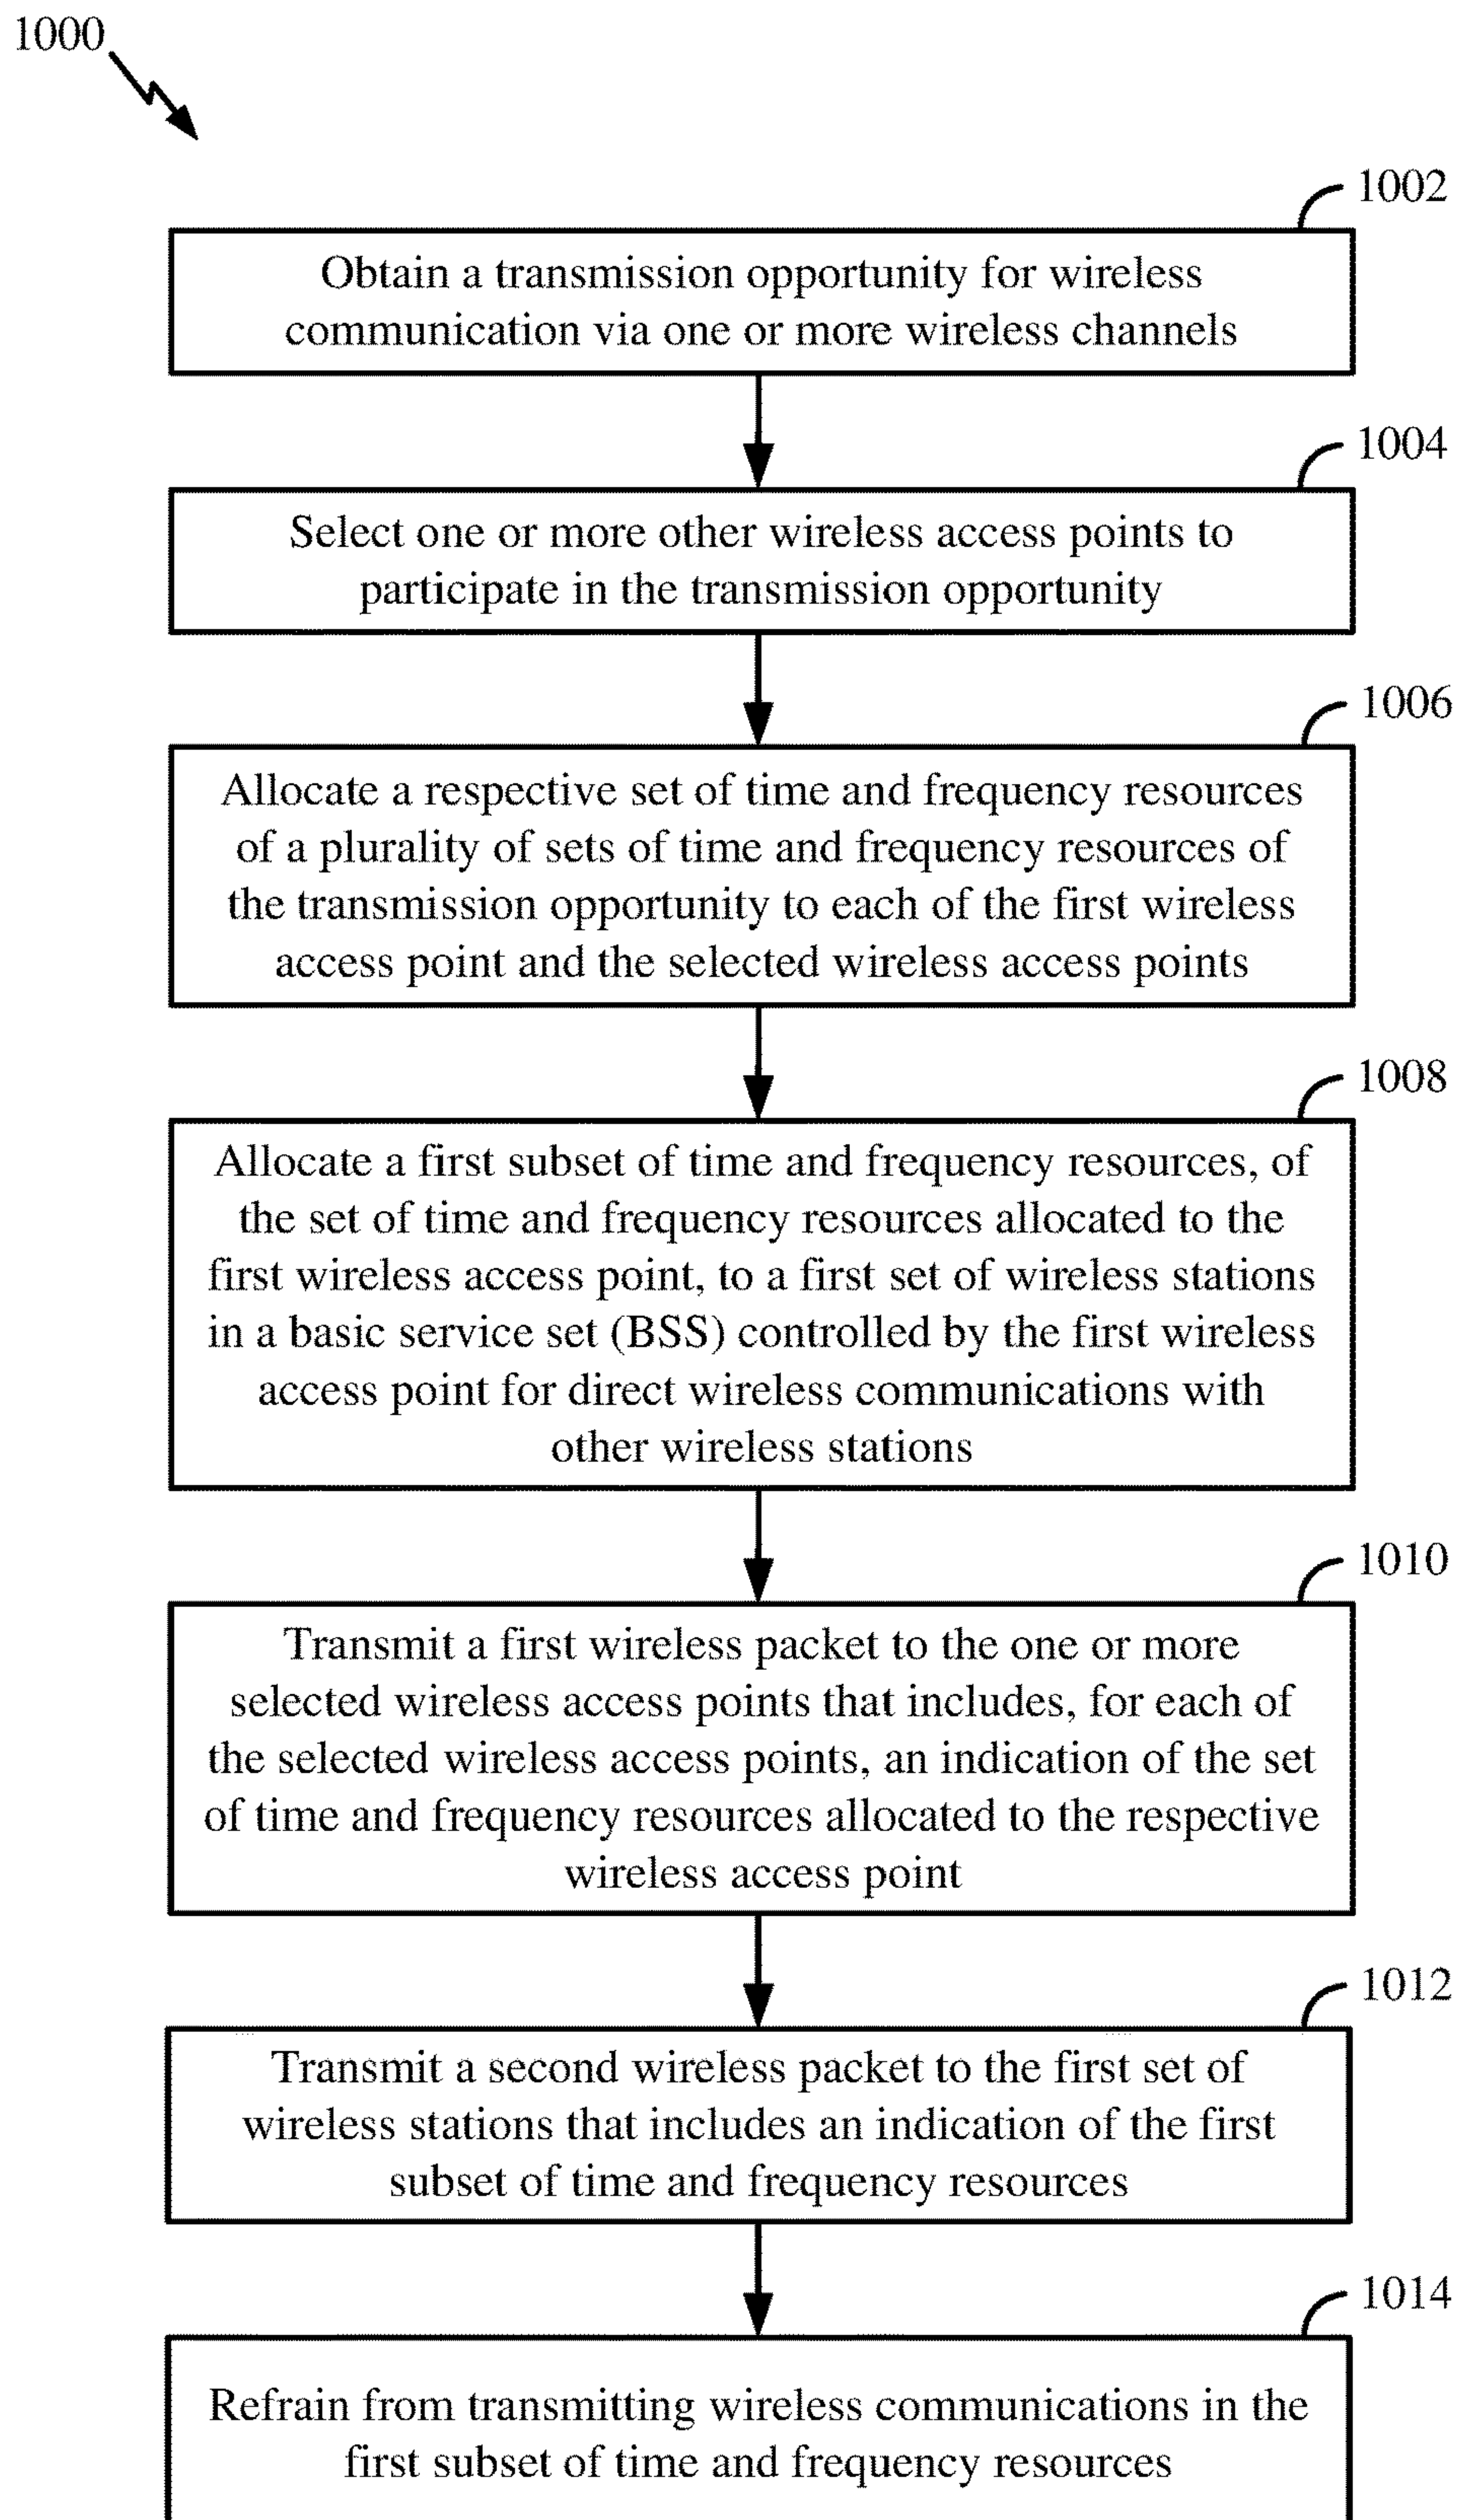 1000
1002
Obtain a transmission opportunity for wireless
communication via one or more wireless channels
1004
Select one or more other wireless access points to
participate in the transmission opportunity
1006
Allocate a respective set of time and frequency resources
of a plurality of sets of time and frequency resources of
the transmission opportunity to each of the first wireless
access point and the selected wireless access points
1008
Allocate a first subset of time and frequency resources, of
the set of time and frequency resources allocated to the
first wireless access point, to a first set of wireless stations
in a basic service set (BSS) controlled by the first wireless
access point for direct wireless communications with
other wireless stations
1010
Transmit a first wireless packet to the one or more
selected wireless access points that includes, for each of
the selected wireless access points, an indication of the set
of time and frequency resources allocated to the respective
wireless access point
1012
Transmit a second wireless packet to the first set of
wireless stations that includes an indication of the first
subset of time and frequency resources
1014
Refrain from transmitting wireless communications in the
first subset of time and frequency resources